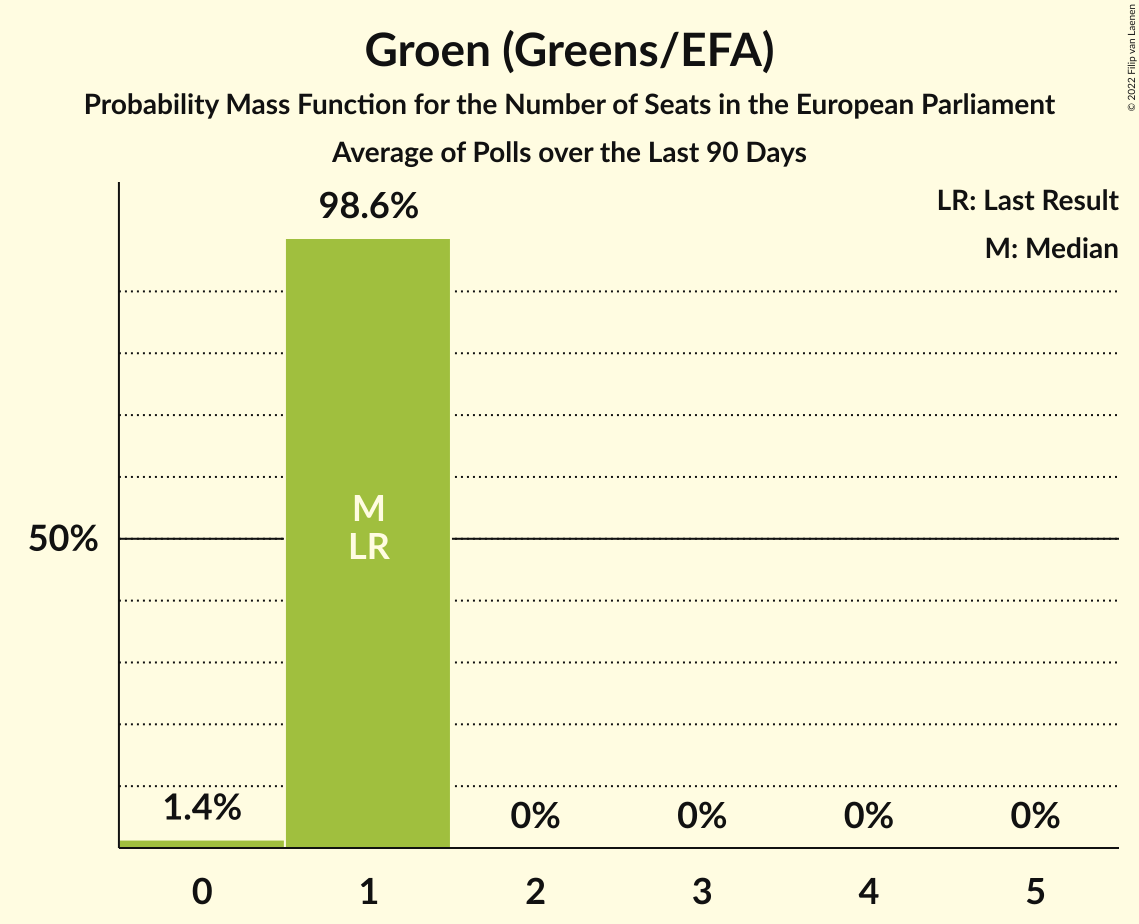 Groen (Greens/EFA)
Probability Mass Function for the Number of Seats in the European Parliament
Average of Polls over the Last 90 Days
© 2022 Filip van Laenen
LR: Last Result
M: Median
98.6%
M
LR
50%
1.4%
0%
0%
0%
0%
0
1
2
3
4
5